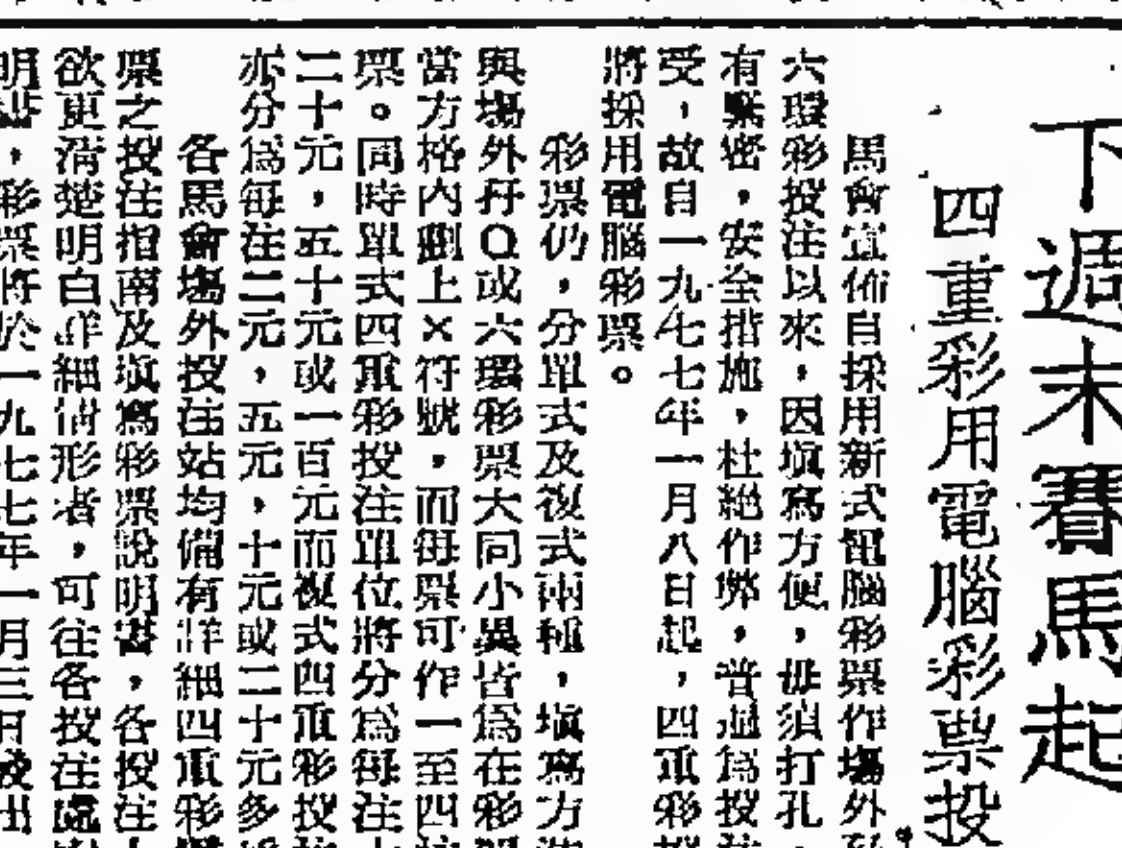 下週末賽馬起
四重彩用電腦彩票投
馬會宣佈自採用新式電腦彩票作場外
六環彩投注以來，因填寫方便，毋須打孔，
有緊密，安全措施，杜絕作弊，普遍爲投注
受，故自一九七七年一月八日起，四重彩投
將採用電腦彩票。
彩票仍，分單式及複式兩種，填寫方
與塲外孖Q或六環彩票大同小異皆爲在彩票
當方格內劃上×符號，而每票可作一至四注
票。同時單式四重彩投注單位將分爲每注
二十元，五十元或一百元而複式四重彩投注
亦分爲每注二元，五元，十元或二十元多
各馬會塲外投注站均備有詳細四重彩
票之投注指南及填寫彩票說明書，各投注
欲更清楚明白詳細情形者，可往各投注處
明書，彩票將於一九七七年一月三日